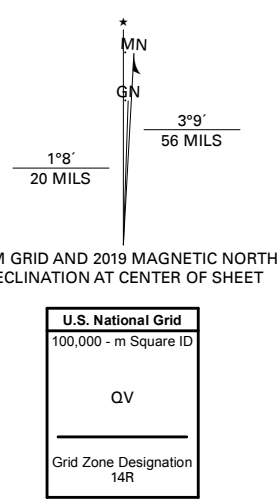 ★
MN
GN
3°9´
56 MILS
1°8´
20 MILS
M GRID AND 2019 MAGNETIC NORTH
ECLINATION AT CENTER OF SHEET
U.S. National Grid
100,000 - m Square ID
QV
Grid Zone Designation
14R